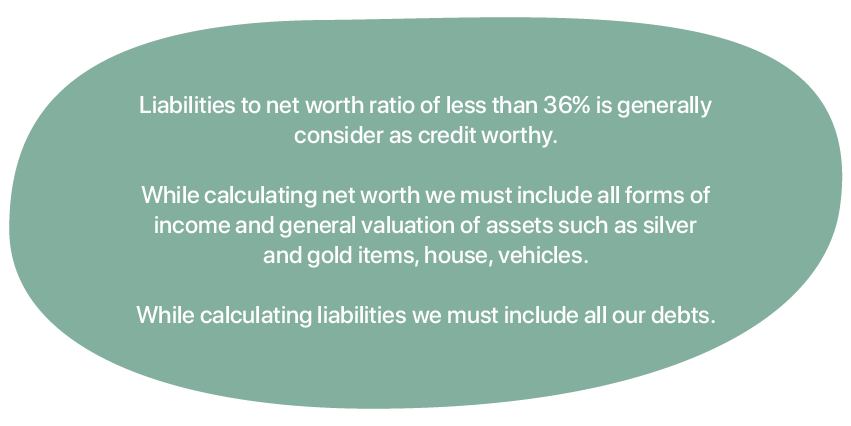 Liabilities to net worth ratio of less than 36% is generally
consider as credit worthy.
While calculating net worth we must include all forms of
income and general valuation of assets such as silver
and gold items, house, vehicles.
While calculating liabilities we must include all our debts.